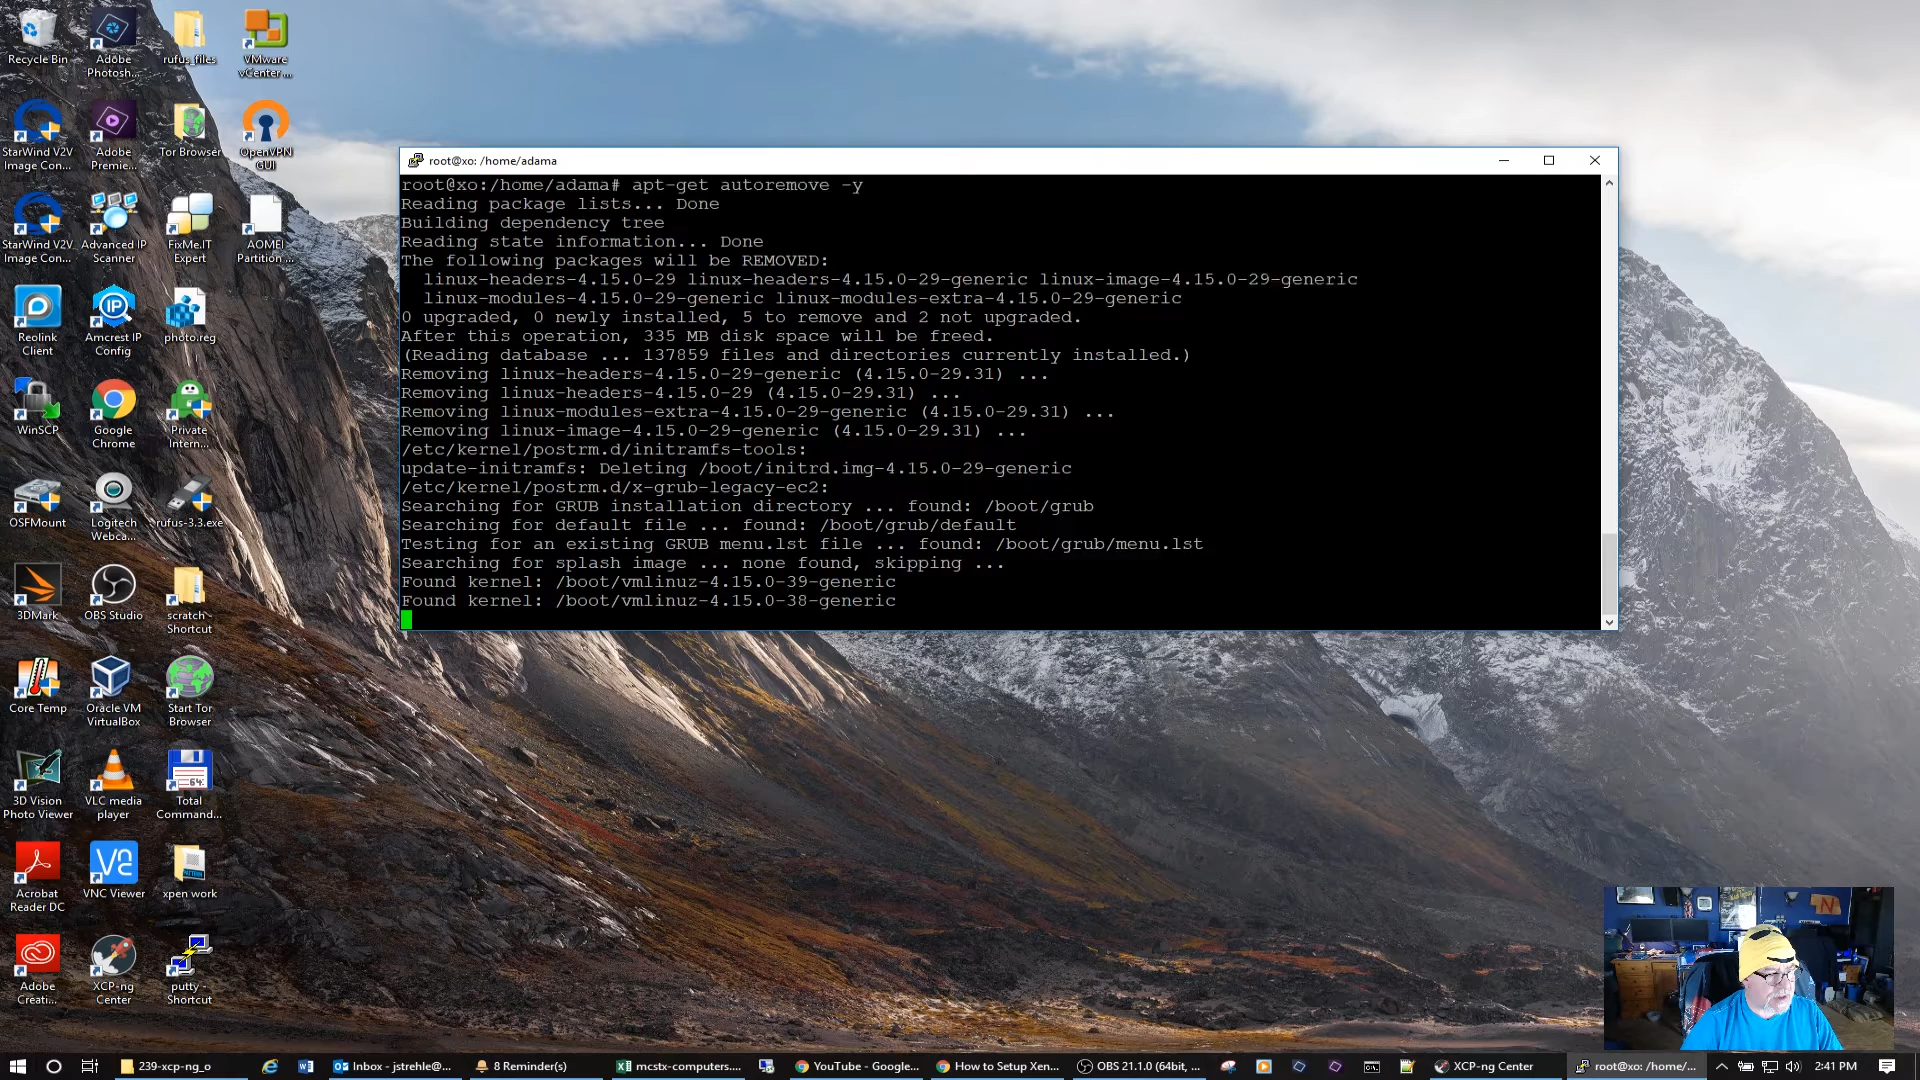 Recycle Bin
Adobe
Photosh...
rufus_files
VMware
vCenter ...
StarWind V2V
Image Con...
Adobe
Premie...
Tor Browser
OpenVPN
GUI
StarWind V2V
Image Con...
Advanced IP
Scanner
FixMe.IT
Expert
AOMEI
Partition ...
Reolink
Client
Amcrest IP
Config
photo.reg
WinSCP
Google
Chrome
Private
Intern...
OSFMount
Logitech
Webca...
rufus-3.3.exe
3DMark
OBS Studio
scratch -
Shortcut
Core Temp
Oracle VM
VirtualBox
Start Tor
Browser
3D Vision
Photo Viewer
VLC media
player
Total
Command...
Acrobat
Reader DC
VNC Viewer
xpen work
Adobe
Creati...
XCP-ng
Center
putty -
Shortcut
root@xo: /home/adama
root@xo:/home/adama# apt-get autoremove -y
Reading package lists... Done
Building dependency tree
Reading state information... Done
The following packages will be REMOVED:
linux-headers-4.15.0-29 linux-headers-4.15.0-29-generic linux-image-4.15.0-29-generic
linux-modules-4.15.0-29-generic linux-modules-extra-4.15.0-29-generic
0 upgraded, 0 newly installed, 5 to remove and 2 not upgraded.
After this operation, 335 MB disk space will be freed.
(Reading database ... 137859 files and directories currently installed.)
Removing linux-headers-4.15.0-29-generic (4.15.0-29.31) ...
Removing linux-headers-4.15.0-29 (4.15.0-29.31) ...
Removing linux-modules-extra-4.15.0-29-generic (4.15.0-29.31) ...
Removing linux-image-4.15.0-29-generic (4.15.0-29.31) ...
/etc/kernel/postrm.d/initramfs-tools:
update-initramfs: Deleting /boot/initrd.img-4.15.0-29-generic
/etc/kernel/postrm.d/x-grub-legacy-ec2:
Searching for GRUB installation directory ... found: /boot/grub
Searching for default file ... found: /boot/grub/default
Testing for an existing GRUB menu.lst file ... found: /boot/grub/menu.lst
Searching for splash image ... none found, skipping ...
Found kernel: /boot/vmlinuz-4.15.0-39-generic
Found kernel: /boot/vmlinuz-4.15.0-38-generic
239-xcp-ng_o
Inbox - jstrehle@...
8 Reminder(s)
mcstx-computers....
YouTube - Google...
How to Setup Xen...
OBS 21.1.0 (64bit, ...
XCP-ng Center
root@xo: /home/...
2:41 PM